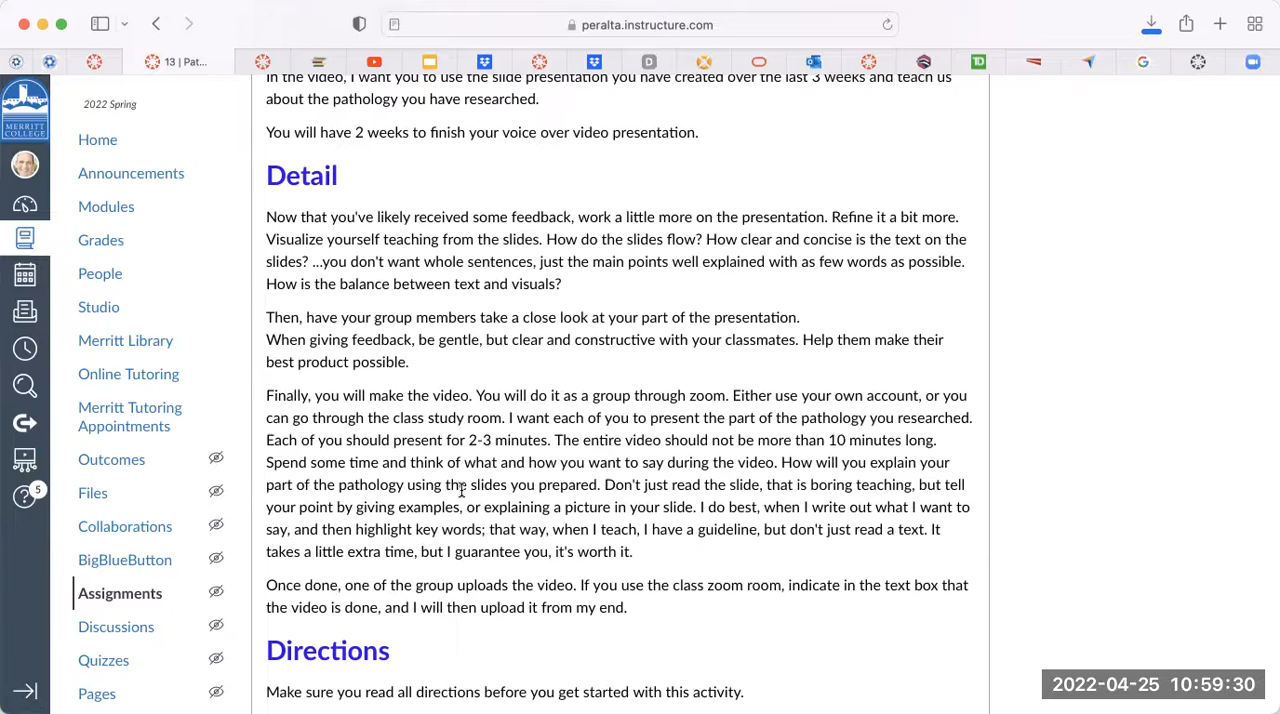 peralta.instructure.com
13 | Pat...
MERRITT
COLLEGE
5
2022 Spring
Home
Announcements
Modules
Grades
People
Studio
Merritt Library
Online Tutoring
Merritt Tutoring
Appointments
Outcomes
Files
Collaborations
BigBlueButton
Assignments
Discussions
Quizzes
Pages
In the video, I want you to use the slide presentation you have created over the last 3 weeks and teach us
about the pathology you have researched.
You will have 2 weeks to finish your voice over video presentation.
Detail
Now that you've likely received some feedback, work a little more on the presentation. Refine it a bit more.
Visualize yourself teaching from the slides. How do the slides flow? How clear and concise is the text on the
slides? ...you don't want whole sentences, just the main points well explained with as few words as possible.
How is the balance between text and visuals?
Then, have your group members take a close look at your part of the presentation.
When giving feedback, be gentle, but clear and constructive with your classmates. Help them make their
best product possible.
Finally, you will make the video. You will do it as a group through zoom. Either use your own account, or you
can go through the class study room. I want each of you to present the part of the pathology you researched.
Each of you should present for 2-3 minutes. The entire video should not be more than 10 minutes long.
Spend some time and think of what and how you want to say during the video. How will you explain your
part of the pathology using the slides you prepared. Don't just read the slide, that is boring teaching, but tell
your point by giving examples, or explaining a picture in your slide. I do best, when I write out what I want to
say, and then highlight key words; that way, when I teach, I have a guideline, but don't just read a text. It
takes a little extra time, but I guarantee you, it's worth it.
Once done, one of the group uploads the video. If you use the class zoom room, indicate in the text box that
the video is done, and I will then upload it from my end.
Directions
Make sure you read all directions before you get started with this activity.
2022-04-25 10:59:30